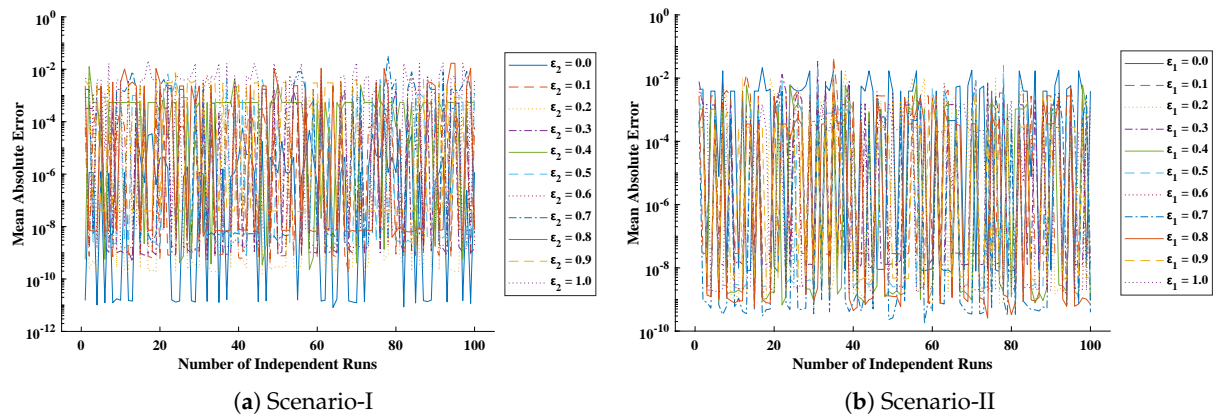 10^0
10^-2
10^-4
10^-6
10^-8
10^-10
10^-12
Mean Absolute Error
0 20 40 60 80 100
Number of Independent Runs
ε2 = 0.0
ε2 = 0.1
ε2 = 0.2
ε2 = 0.3
ε2 = 0.4
ε2 = 0.5
ε2 = 0.6
ε2 = 0.7
ε2 = 0.8
ε2 = 0.9
ε2 = 1.0
(a) Scenario-I
10^0
10^-2
10^-4
10^-6
10^-8
10^-10
Mean Absolute Error
0 20 40 60 80 100
Number of Independent Runs
ε1 = 0.0
ε1 = 0.1
ε1 = 0.2
ε1 = 0.3
ε1 = 0.4
ε1 = 0.5
ε1 = 0.6
ε1 = 0.7
ε1 = 0.8
ε1 = 0.9
ε1 = 1.0
(b) Scenario-II